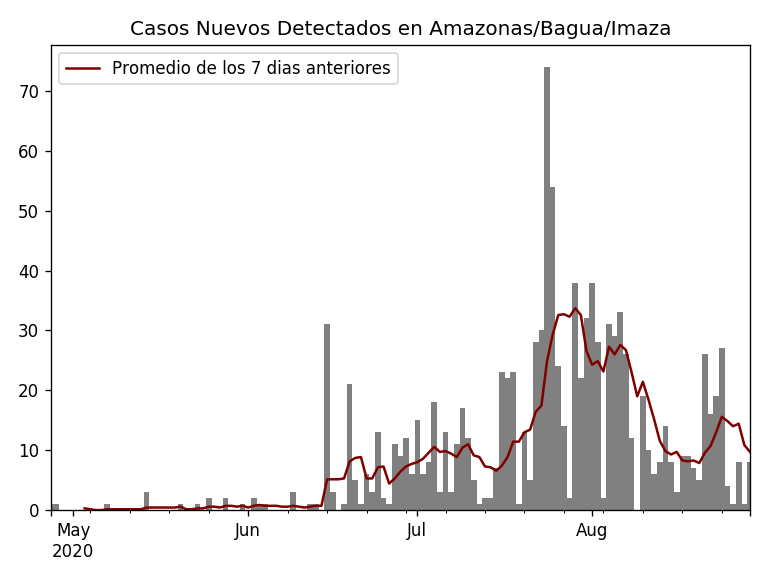 Casos Nuevos Detectados en Amazonas/Bagua/Imaza
Promedio de los 7 dias anteriores
70
60
50
40
30
20
10
0
May
2020
Jun
Jul
Aug